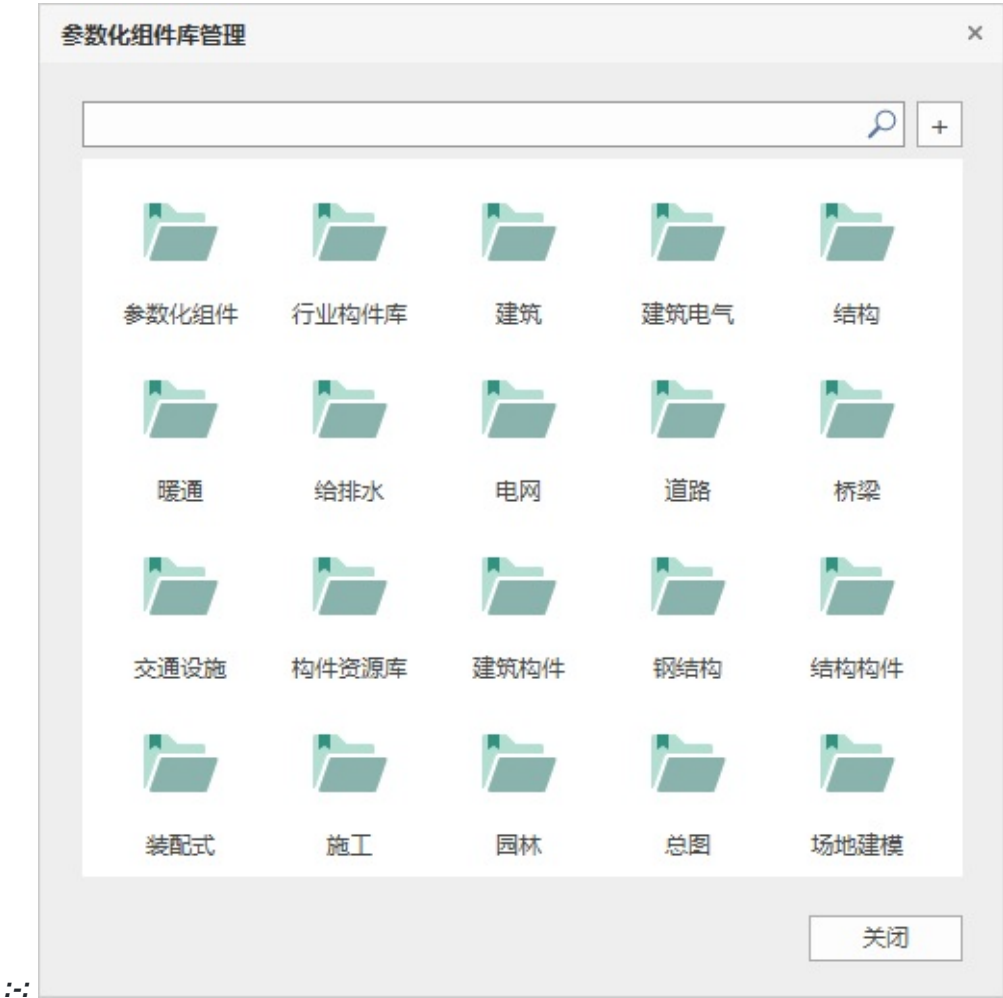 参数化组件库管理
×
+
参数化组件 行业构件库 建筑 建筑电气 结构
暖通 给排水 电网 道路 桥梁
交通设施 构件资源库 建筑构件 钢结构 结构构件
装配式 施工 园林 总图 场地建模
关闭
:-: